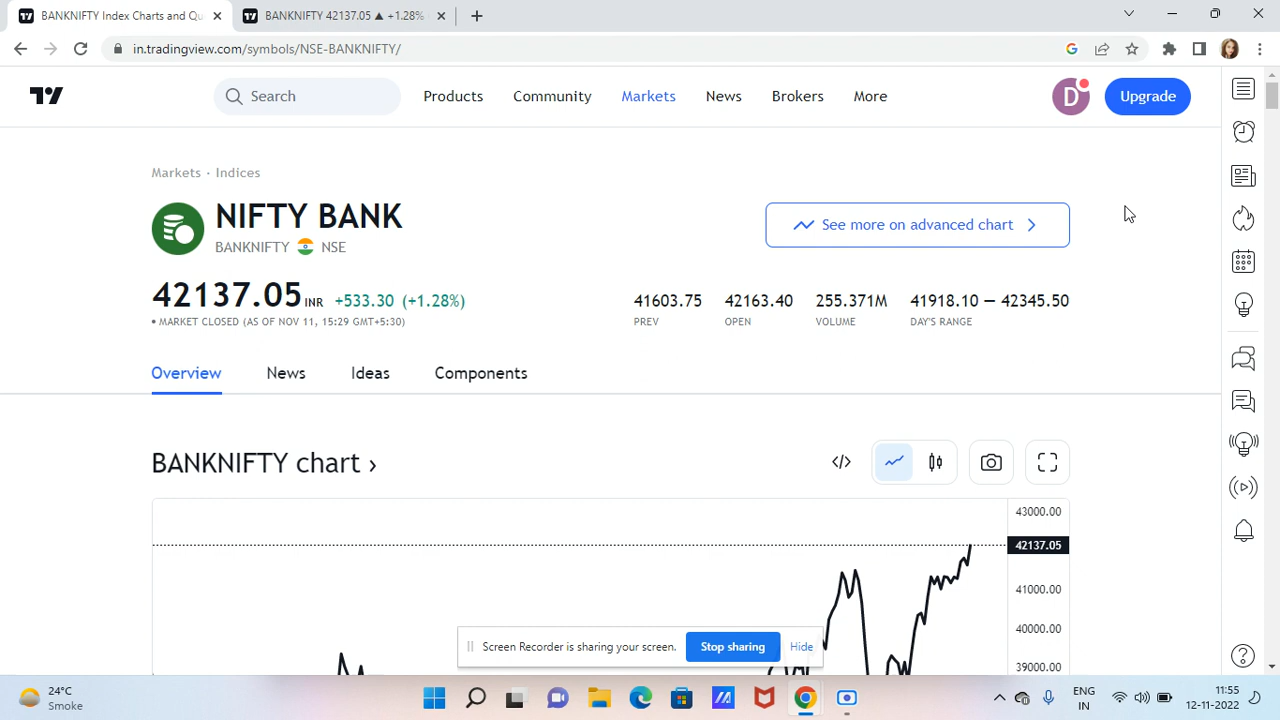 BANKNIFTY Index Charts and Qu
BANKNIFTY 42137.05 ▲ +1.28%
in.tradingview.com/symbols/NSE-BANKNIFTY/
Search
Products
Community
Markets
News
Brokers
More
D
Upgrade
Markets · Indices
NIFTY BANK
BANKNIFTY NSE
See more on advanced chart
42137.05 INR +533.30 (+1.28%)
• MARKET CLOSED (AS OF NOV 11, 15:29 GMT+5:30)
41603.75 42163.40 255.371M 41918.10 — 42345.50
PREV OPEN VOLUME DAY'S RANGE
Overview News Ideas Components
BANKNIFTY chart ›
43000.00
42137.05
41000.00
40000.00
39000.00
Screen Recorder is sharing your screen. Stop sharing Hide
24°C
Smoke
ENG
IN
11:55
12-11-2022